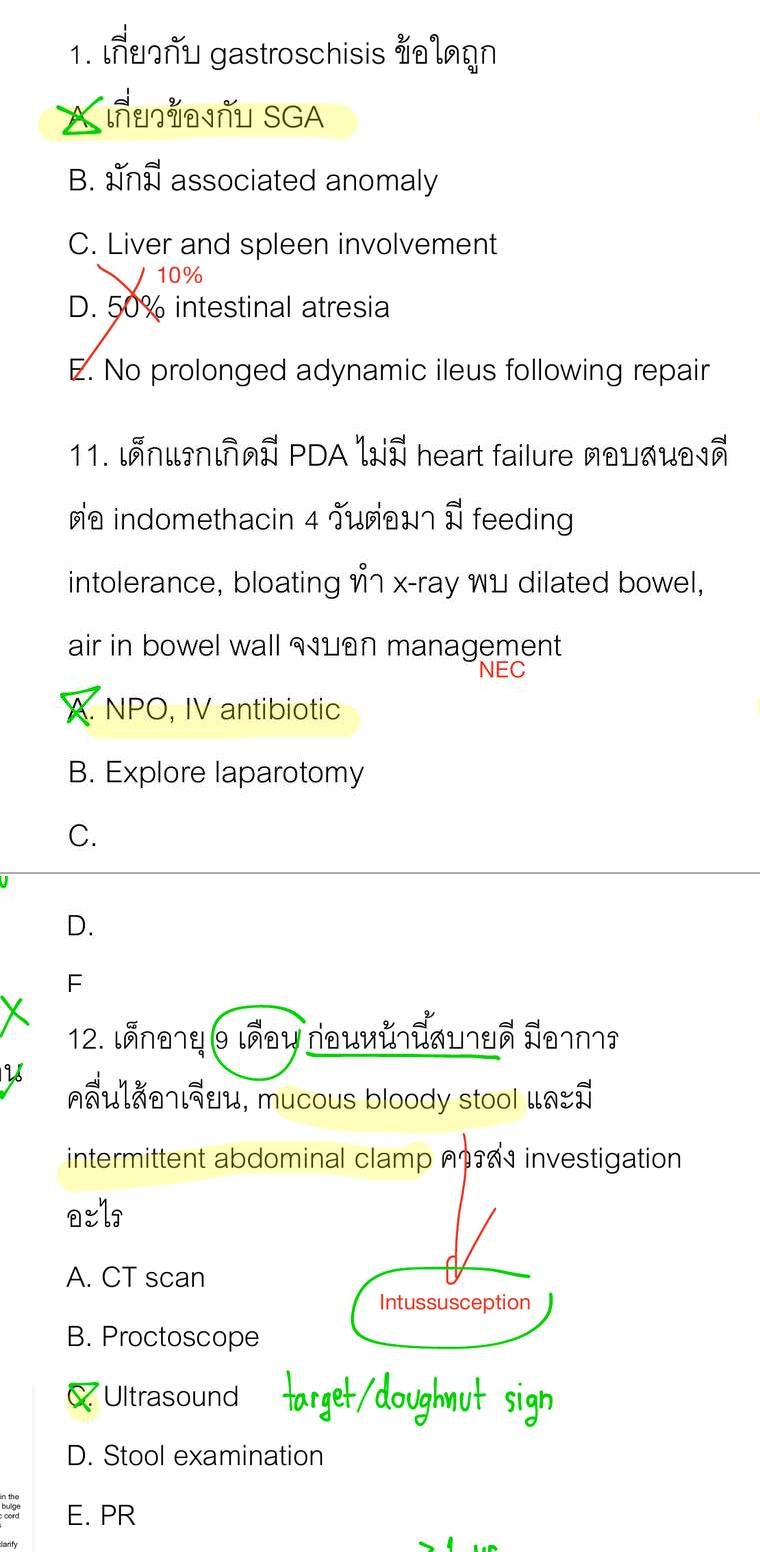 1. เกี่ยวกับ gastroschisis ข้อใดถูก
A. เกี่ยวข้องกับ SGA
B. มักมี associated anomaly
C. Liver and spleen involvement
10%
D. 50% intestinal atresia
E. No prolonged adynamic ileus following repair
11. เด็กแรกเกิดมี PDA ไม่มี heart failure ตอบสนองดี
ต่อ indomethacin 4 วันต่อมา มี feeding
intolerance, bloating ทำ x-ray พบ dilated bowel,
air in bowel wall จงบอก management
NEC
A. NPO, IV antibiotic
B. Explore laparotomy
C.
D.
F
12. เด็กอายุ 9 เดือน ก่อนหน้านี้สบายดี มีอาการ
คลื่นไส้อาเจียน, mucous bloody stool และมี
intermittent abdominal clamp ควรส่ง investigation
อะไร
A. CT scan
Intussusception
B. Proctoscope
C. Ultrasound target/doughnut sign
D. Stool examination
in the
bulge
cord
E. PR
larify